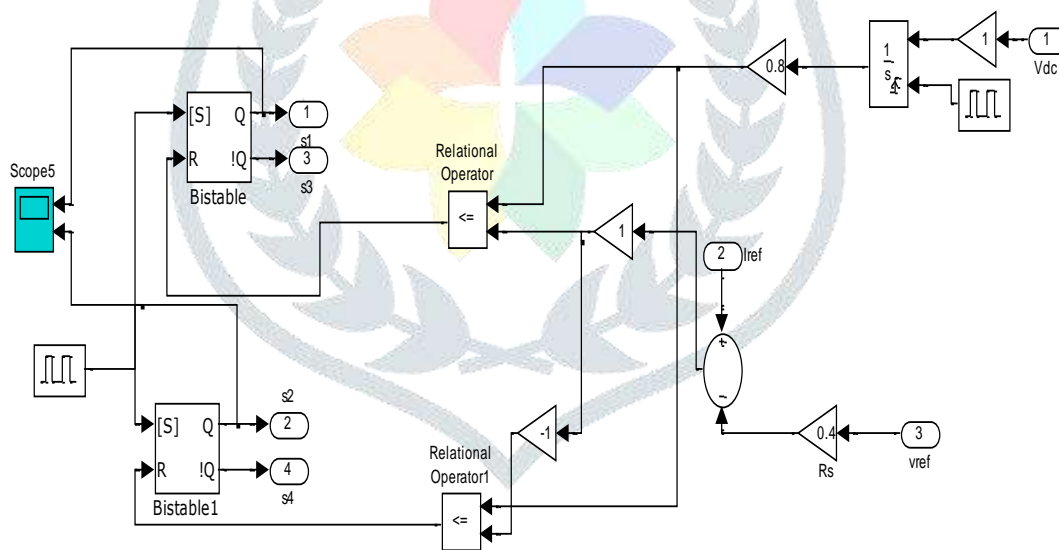 1
Vdc
1
1
s
0.8
[S] Q
R !Q
Bistable
1
s1
3
s3
Scope5
Relational
Operator
<=
1
2
Iref
+
−
0.4
Rs
3
vref
-1
Relational
Operator1
<=
[S] Q
R !Q
Bistable1
s2
2
4
s4